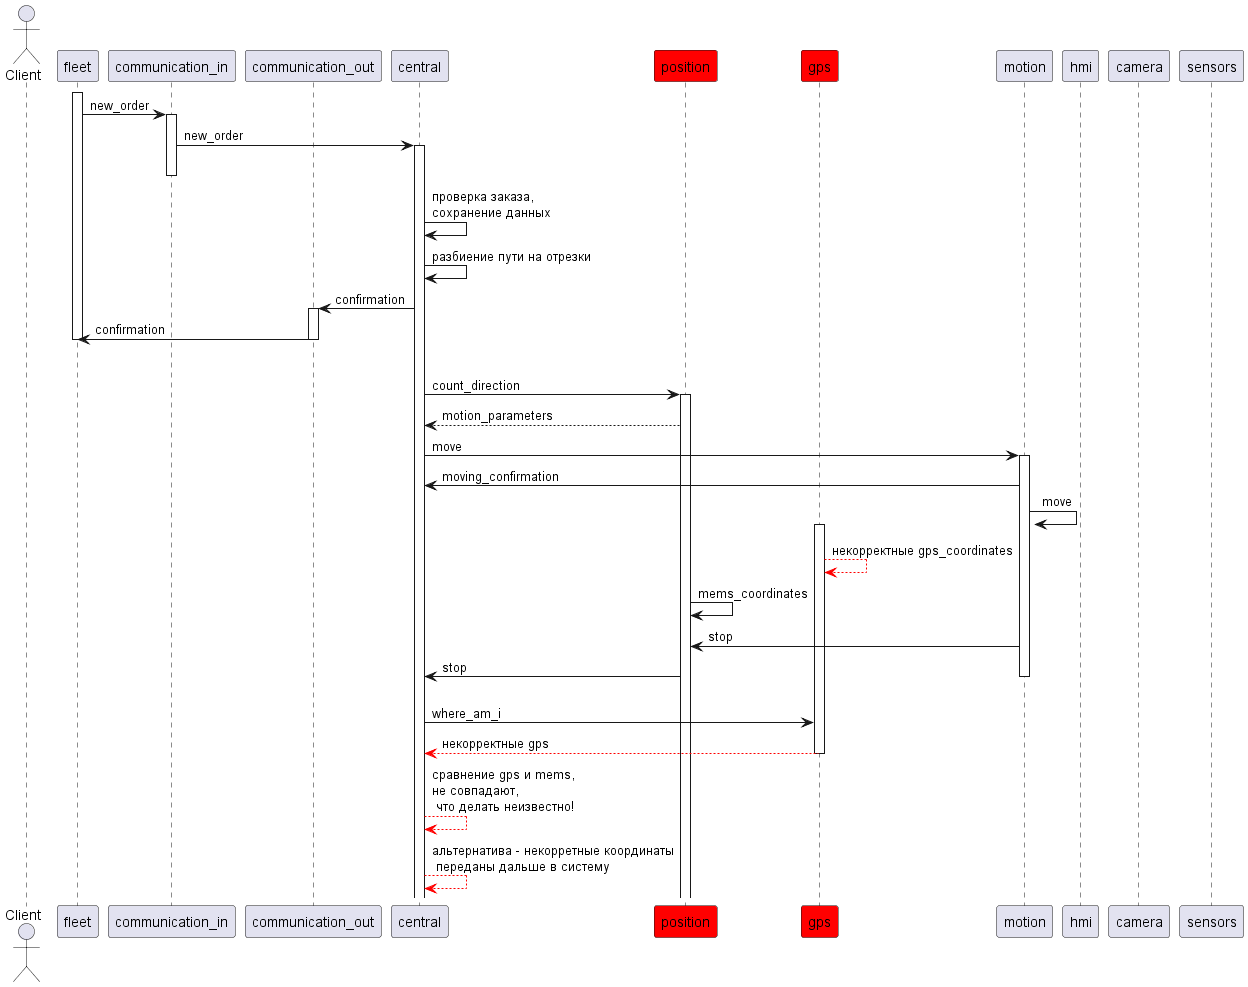 Client
fleet
communication_in
communication_out
central
position
gps
motion
hmi
camera
sensors
new_order
new_order
проверка заказа,
сохранение данных
разбиение пути на отрезки
confirmation
confirmation
count_direction
motion_parameters
move
moving_confirmation
move
некорректные gps_coordinates
mems_coordinates
stop
stop
where_am_i
некорректные gps
сравнение gps и mems,
не совпадают,
что делать неизвестно!
альтернатива - некорретные координаты
переданы дальше в систему
Client
fleet
communication_in
communication_out
central
position
gps
motion
hmi
camera
sensors